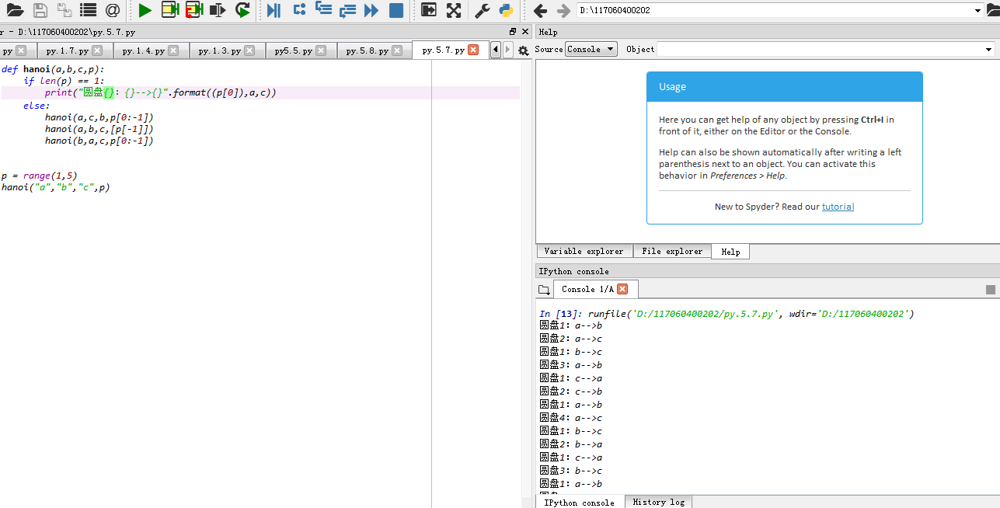 D:\117060400202
r - D:\117060400202\py.5.7.py
Help
py
py.1.7.py
py.1.4.py
py.1.3.py
py5.5.py
py.5.8.py
py.5.7.py
Source Console Object
def hanoi(a,b,c,p):
if len(p) == 1:
print("圆盘{}: {}-->{}".format((p[0]),a,c))
else:
hanoi(a,c,b,p[0:-1])
hanoi(a,b,c,[p[-1]])
hanoi(b,a,c,p[0:-1])
p = range(1,5)
hanoi("a","b","c",p)
Usage
Here you can get help of any object by pressing Ctrl+I in
front of it, either on the Editor or the Console.
Help can also be shown automatically after writing a left
parenthesis next to an object. You can activate this
behavior in Preferences > Help.
New to Spyder? Read our tutorial
Variable explorer
File explorer
Help
IPython console
Console 1/A
In [13]: runfile('D:/117060400202/py.5.7.py', wdir='D:/117060400202')
圆盘1: a-->b
圆盘2: a-->c
圆盘1: b-->c
圆盘3: a-->b
圆盘1: c-->a
圆盘2: c-->b
圆盘1: a-->b
圆盘4: a-->c
圆盘1: b-->c
圆盘2: b-->a
圆盘1: c-->a
圆盘3: b-->c
圆盘1: a-->b
IPython console
History log